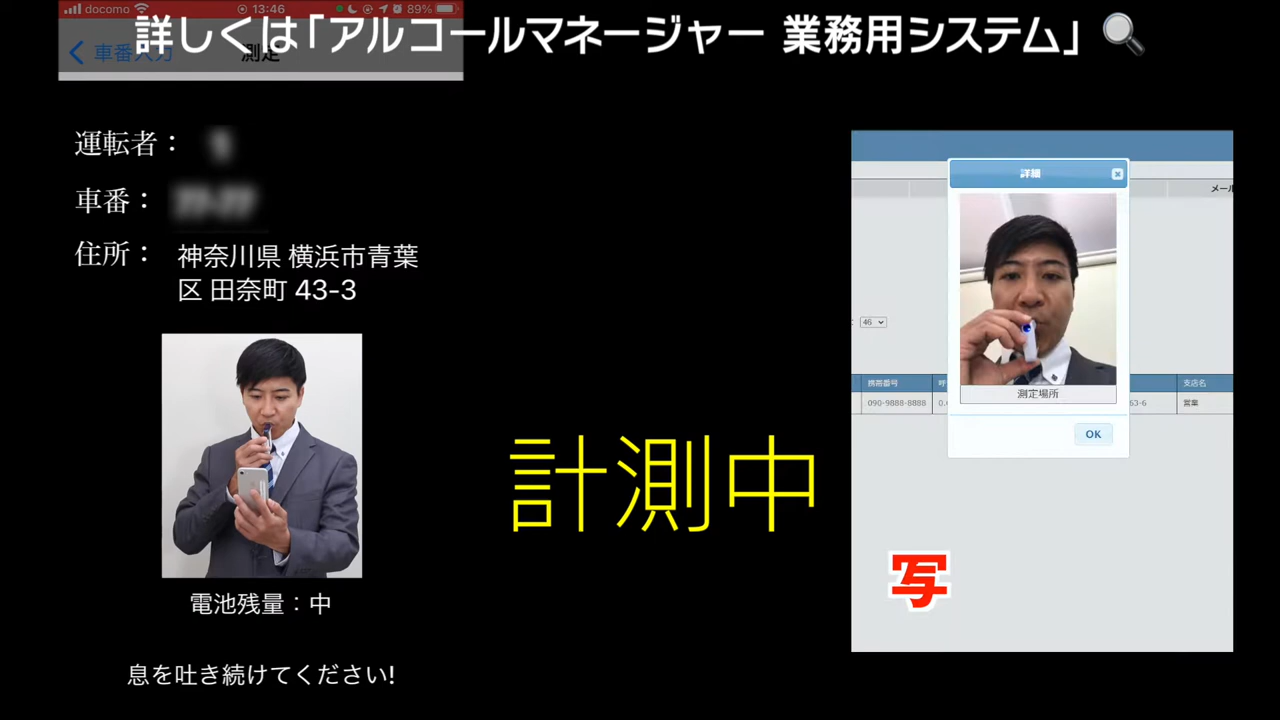 詳しくは「アルコールマネージャー 業務用システム」
docomo 13:46 89%
車番入力 測定
運転者：
車番：
住所： 神奈川県 横浜市青葉
区 田奈町 43-3
電池残量：中
息を吐き続けてください!
計測中
詳細
メール
46
測定場所
携帯番号 呼 支店名
090-9888-8888 0. 63-6 営業
OK
写